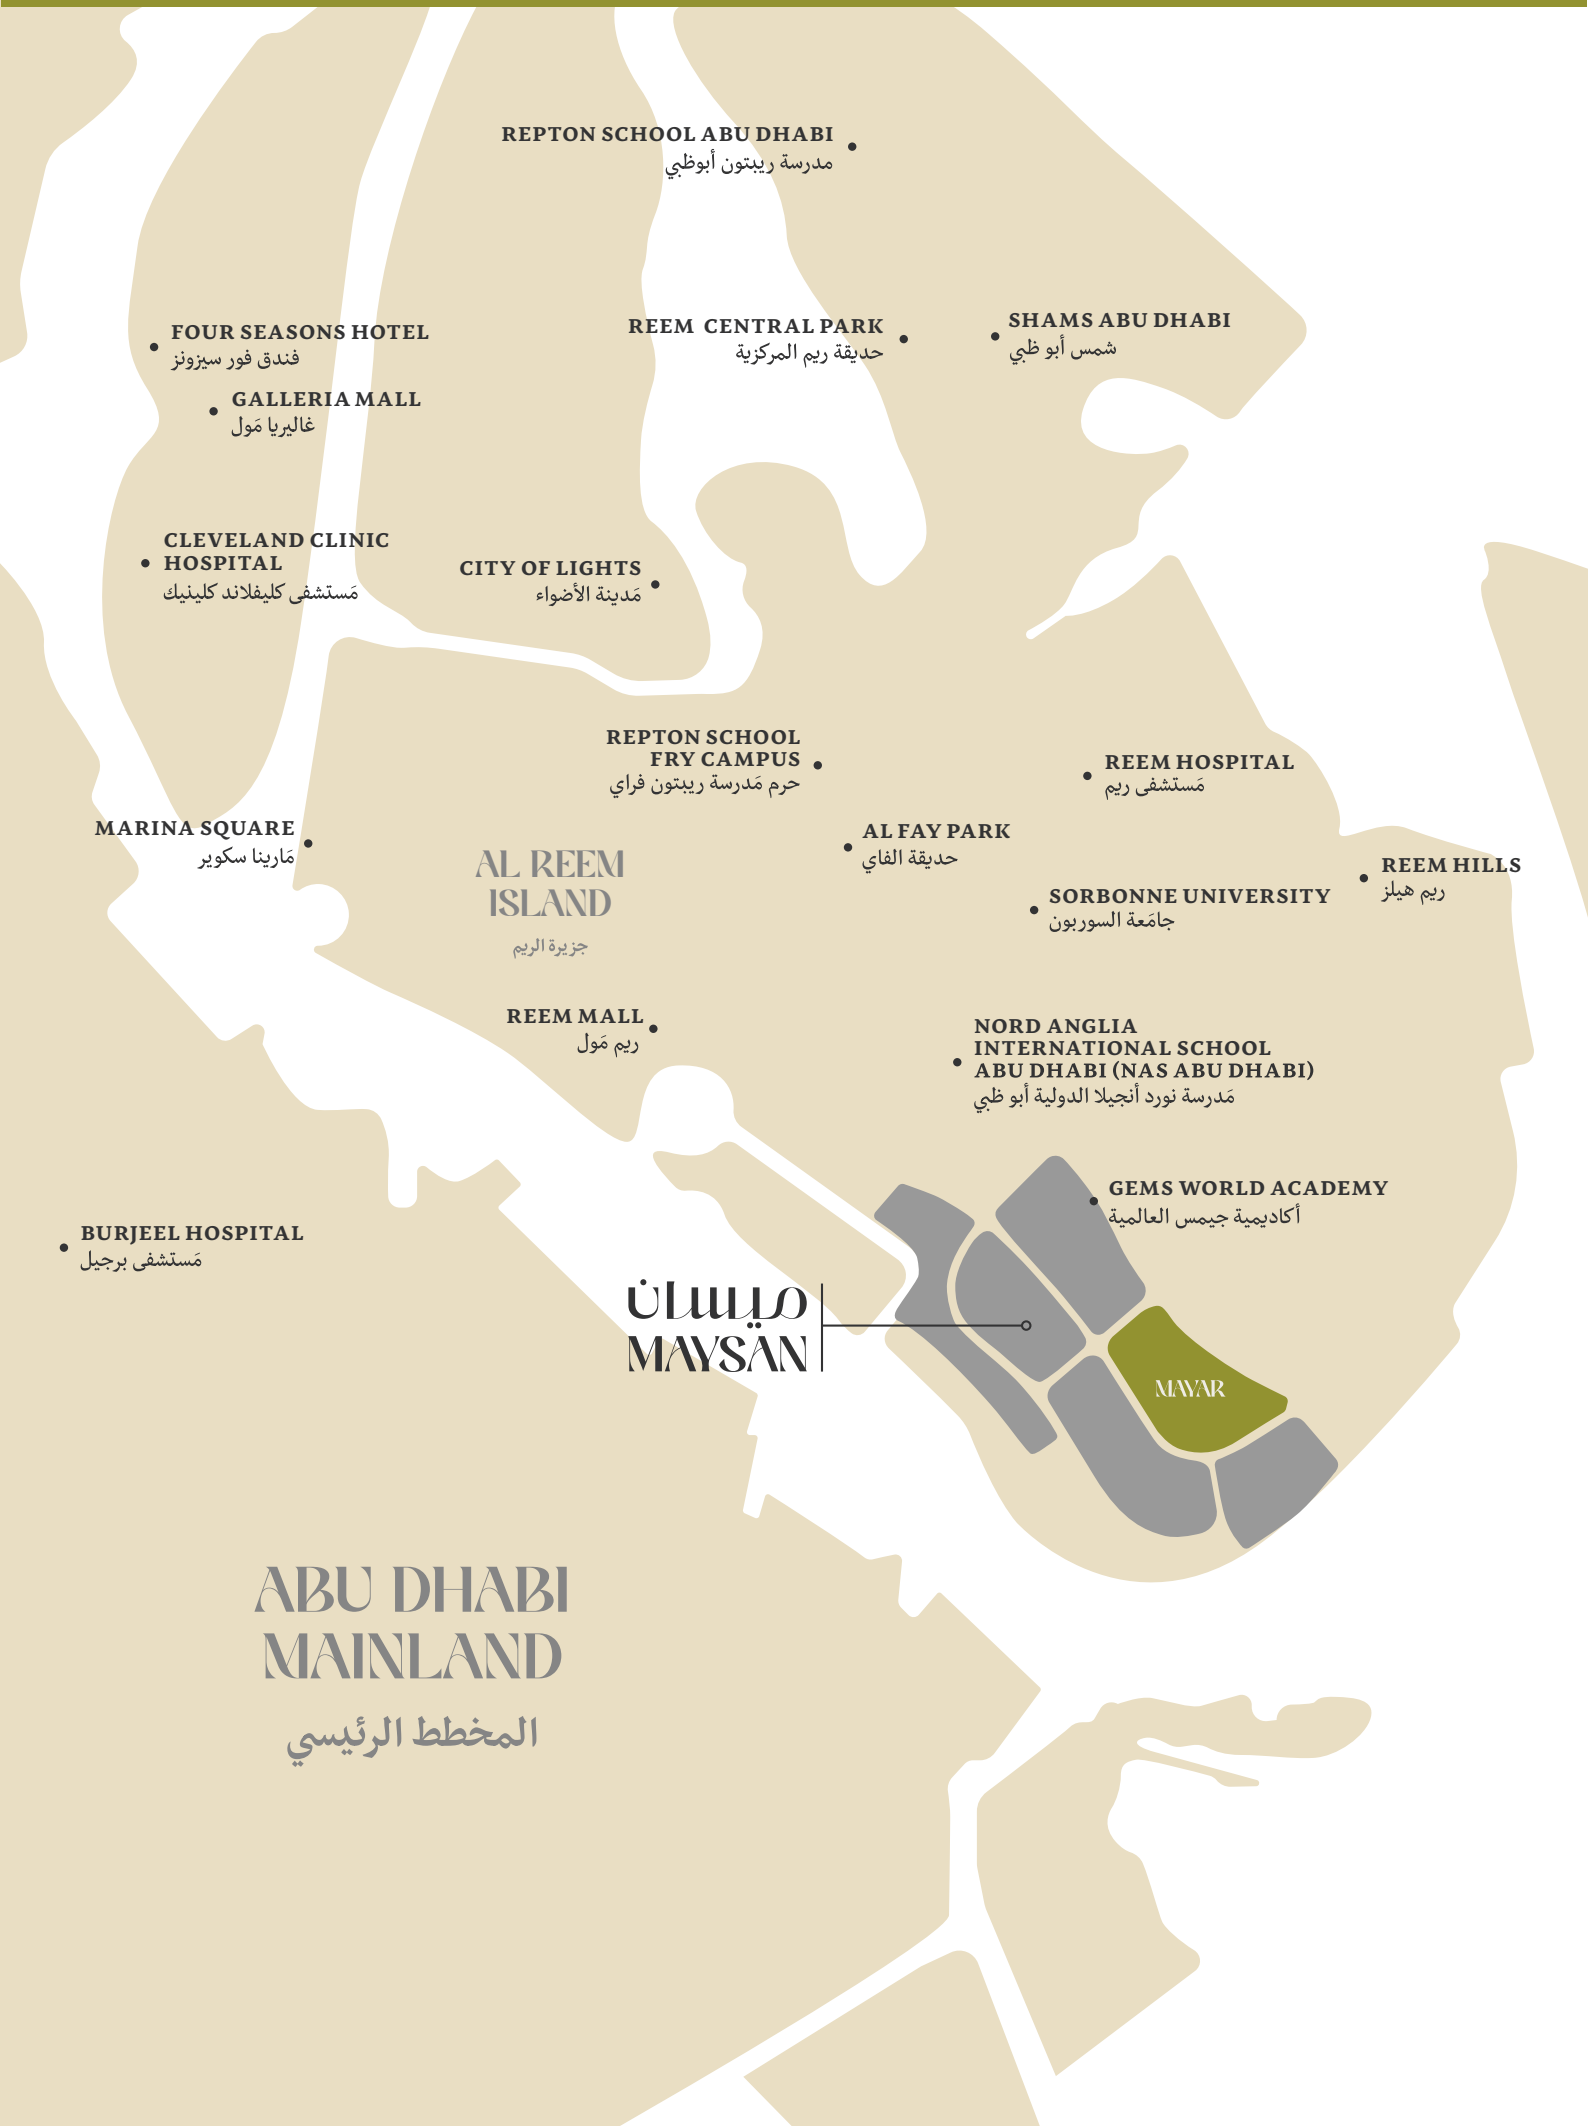 REPTON SCHOOL ABU DHABI
مدرسة ريبتون أبوظبي
FOUR SEASONS HOTEL
فندق فور سيزونز
REEM CENTRAL PARK
حديقة ريم المركزية
SHAMS ABU DHABI
شمس أبو ظبي
GALLERIA MALL
غاليريا مَول
CLEVELAND CLINIC
HOSPITAL
مَستشفى كليفلاند كلينيك
CITY OF LIGHTS
مَدينة الأضواء
REPTON SCHOOL
FRY CAMPUS
حرم مَدرسة ريبتون فراي
REEM HOSPITAL
مَستشفى ريم
MARINA SQUARE
مَارينا سكوير
AL REEM
ISLAND
جزيرة الريم
AL FAY PARK
حديقة الفاي
REEM HILLS
ريم هيلز
SORBONNE UNIVERSITY
جامَعة السوربون
REEM MALL
ريم مَول
NORD ANGLIA
INTERNATIONAL SCHOOL
ABU DHABI (NAS ABU DHABI)
مَدرسة نورد أنجيلا الدولية أبو ظبي
GEMS WORLD ACADEMY
أكاديمية جيمس العالمية
BURJEEL HOSPITAL
مَستشفى برجيل
ميسان
MAYSAN
MAYAR
ABU DHABI
MAINLAND
المخطط الرئيسي